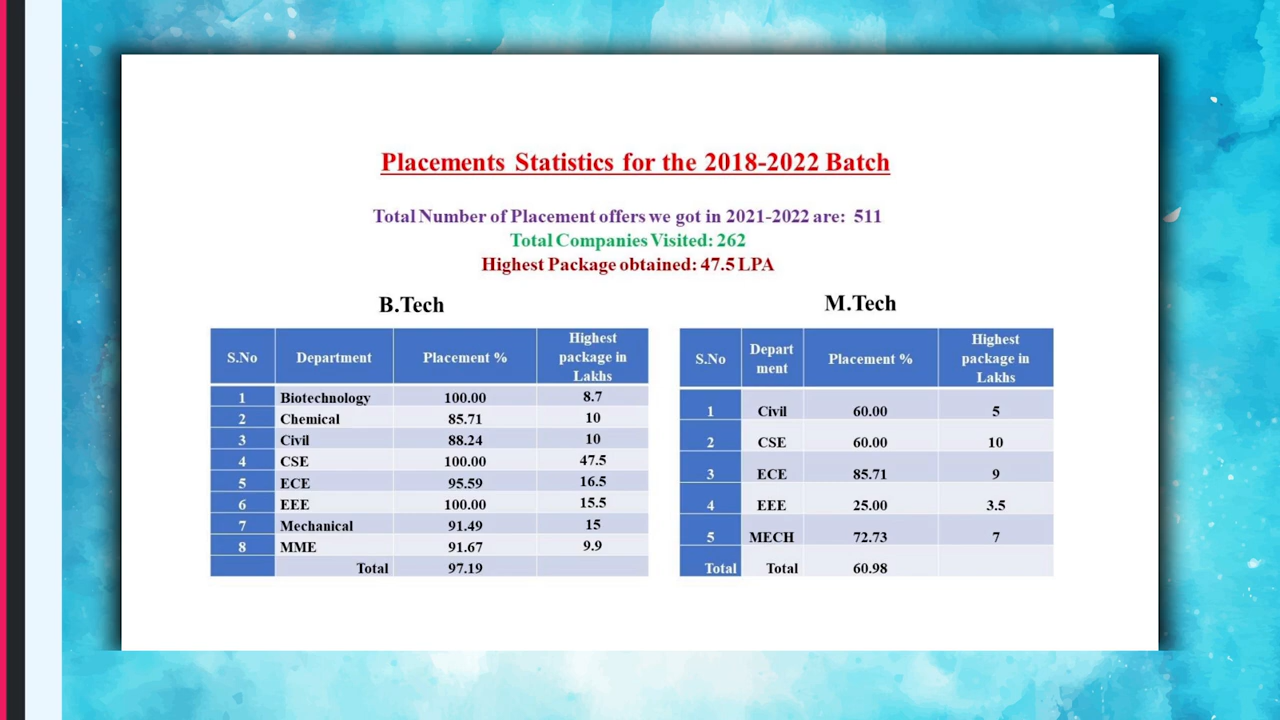 Placements Statistics for the 2018-2022 Batch
Total Number of Placement offers we got in 2021-2022 are: 511
Total Companies Visited: 262
Highest Package obtained: 47.5 LPA
B.Tech
S.No Department Placement % Highest package in Lakhs
1 Biotechnology 100.00 8.7
2 Chemical 85.71 10
3 Civil 88.24 10
4 CSE 100.00 47.5
5 ECE 95.59 16.5
6 EEE 100.00 15.5
7 Mechanical 91.49 15
8 MME 91.67 9.9
Total 97.19
M.Tech
S.No Depart ment Placement % Highest package in Lakhs
1 Civil 60.00 5
2 CSE 60.00 10
3 ECE 85.71 9
4 EEE 25.00 3.5
5 MECH 72.73 7
Total Total 60.98